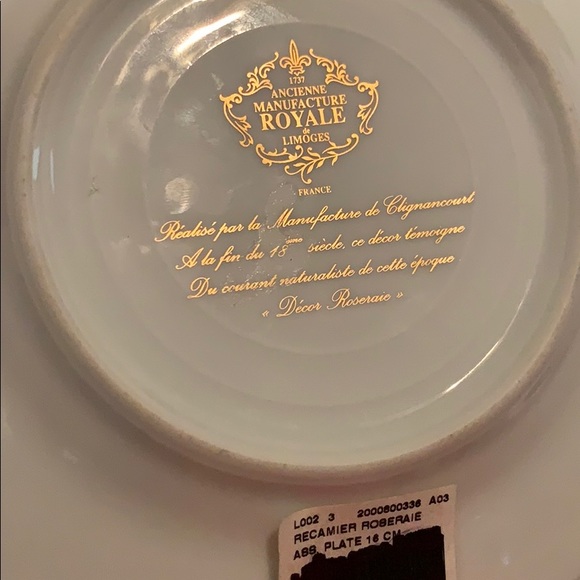 1737
ANCIENNE
MANUFACTURE
ROYALE
de
LIMOGES
- FRANCE
Réalisé par la Manufacture de Clignancourt
A la fin du 18ème siècle, ce décor témoigne
Du courant naturaliste de cette époque
« Décor Roseraie »
L002 3 2000600336 A03
RECAMIER ROSERAIE
ASS. PLATE 16 CM